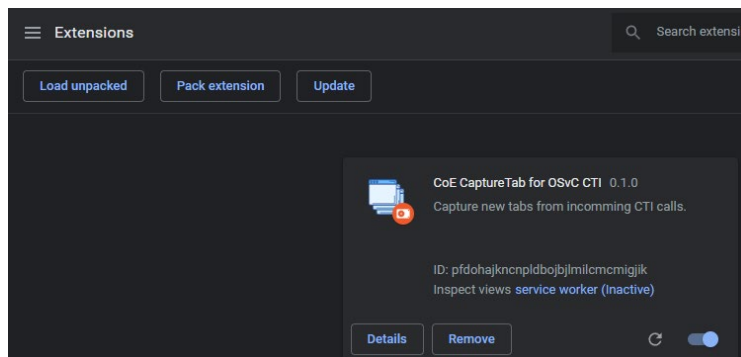 Extensions
Search extensi
Load unpacked Pack extension Update
CoE CaptureTab for OSvC CTI 0.1.0
Capture new tabs from incomming CTI calls.
ID: pfdohajkncnpldbojbjlmilcmcmigjik
Inspect views service worker (Inactive)
Details Remove